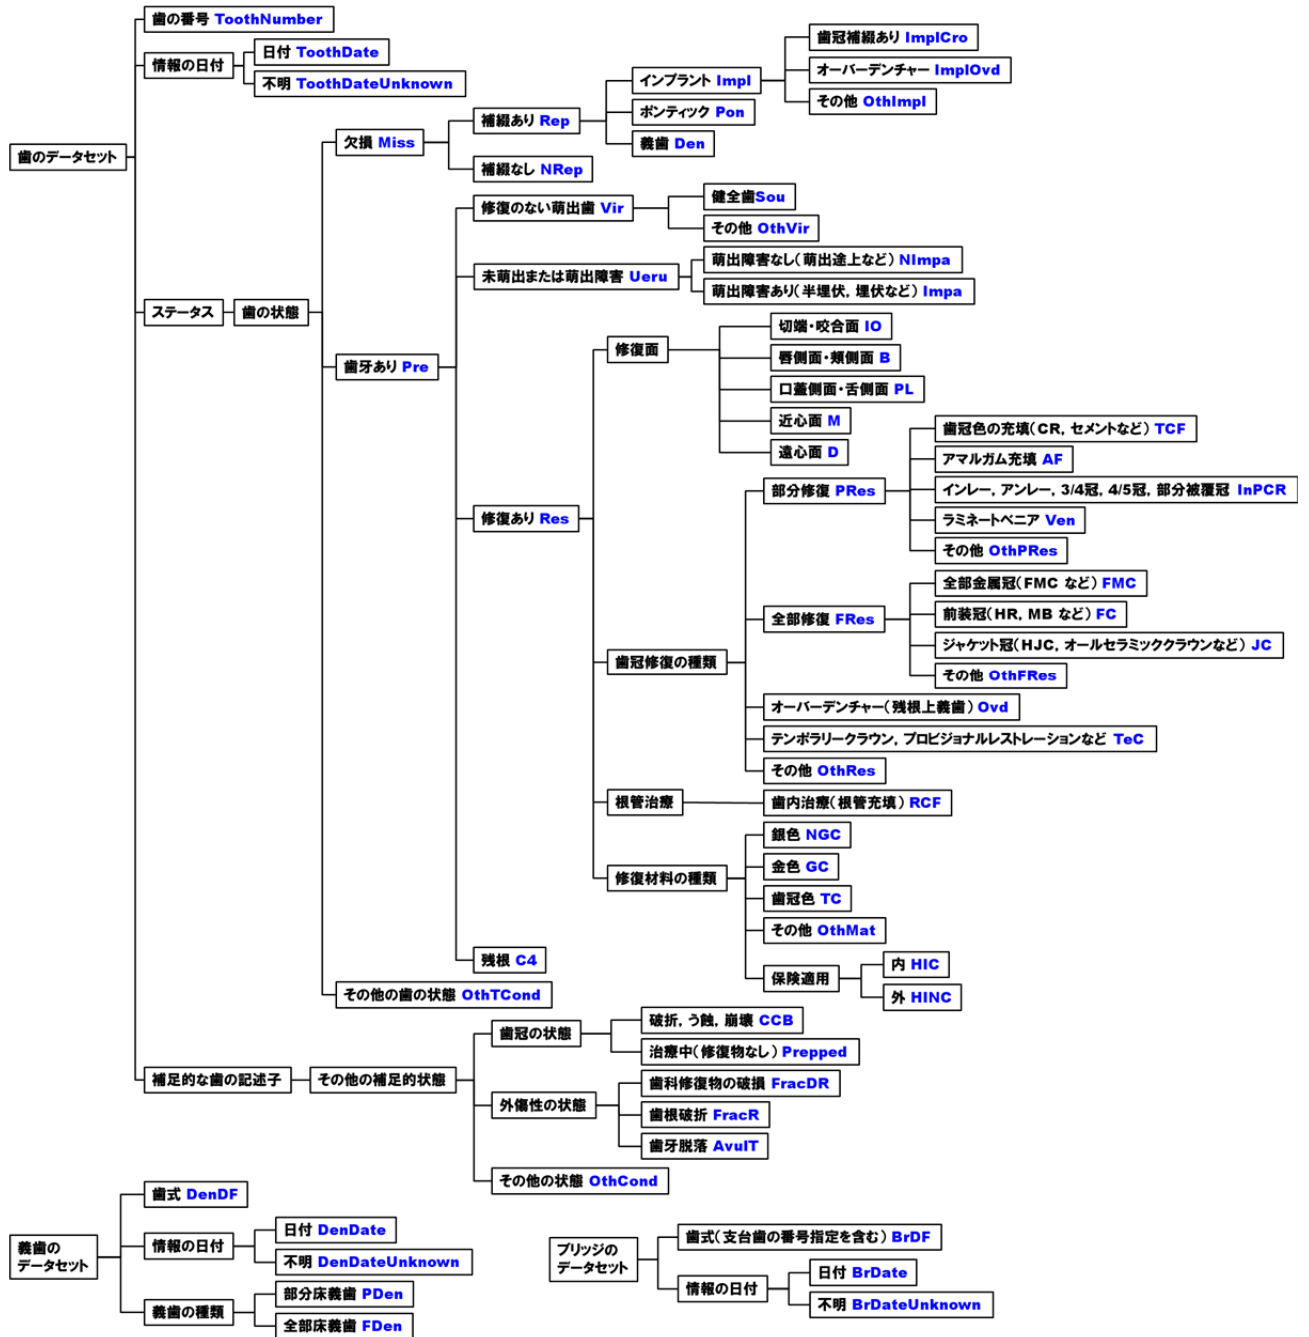 歯の番号 ToothNumber
情報の日付
日付 ToothDate
不明 ToothDateUnknown
歯のデータセット
欠損 Miss
補綴あり Rep
インプラント Impl
歯冠補綴あり ImplCro
オーバーデンチャー ImplOvd
その他 OthImpl
ポンティック Pon
義歯 Den
補綴なし NRep
修復のない萌出歯 Vir
健全歯Sou
その他 OthVir
未萌出または萌出障害 Ueru
萌出障害なし(萌出途上など) NImpa
萌出障害あり(半埋伏, 埋伏など) Impa
ステータス
歯の状態
歯牙あり Pre
修復面
切端・咬合面 IO
唇側面・頬側面 B
口蓋側面・舌側面 PL
近心面 M
遠心面 D
修復あり Res
歯冠修復の種類
部分修復 PRes
歯冠色の充填(CR, セメントなど) TCF
アマルガム充填 AF
インレー, アンレー, 3/4冠, 4/5冠, 部分被覆冠 InPCR
ラミネートベニア Ven
その他 OthPRes
全部修復 FRes
全部金属冠(FMC など) FMC
前装冠(HR, MB など) FC
ジャケット冠(HJC, オールセラミッククラウンなど) JC
その他 OthFRes
オーバーデンチャー(残根上義歯) Ovd
テンポラリークラウン, プロビジョナルレストレーションなど TeC
その他 OthRes
根管治療
歯内治療(根管充填) RCF
修復材料の種類
銀色 NGC
金色 GC
歯冠色 TC
その他 OthMat
保険適用
内 HIC
外 HINC
残根 C4
その他の歯の状態 OthTCond
補足的な歯の記述子
その他の補足的状態
歯冠の状態
破折, う蝕, 崩壊 CCB
治療中(修復物なし) Prepped
外傷性の状態
歯科修復物の破損 FracDR
歯根破折 FracR
歯牙脱落 AvulT
その他の状態 OthCond
義歯の
データセット
歯式 DenDF
情報の日付
日付 DenDate
不明 DenDateUnknown
義歯の種類
部分床義歯 PDen
全部床義歯 FDen
ブリッジの
データセット
歯式(支台歯の番号指定を含む) BrDF
情報の日付
日付 BrDate
不明 BrDateUnknown